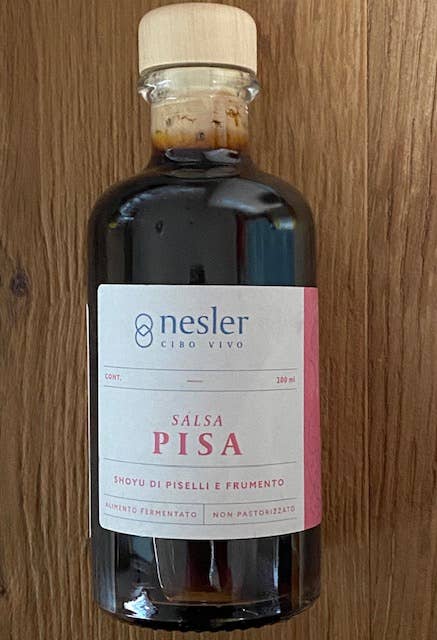 nesler
CIBO VIVO
CONT. — 200 ml
SALSA
PISA
SHOYU DI PISELLI E FRUMENTO
ALIMENTO FERMENTATO NON PASTORIZZATO